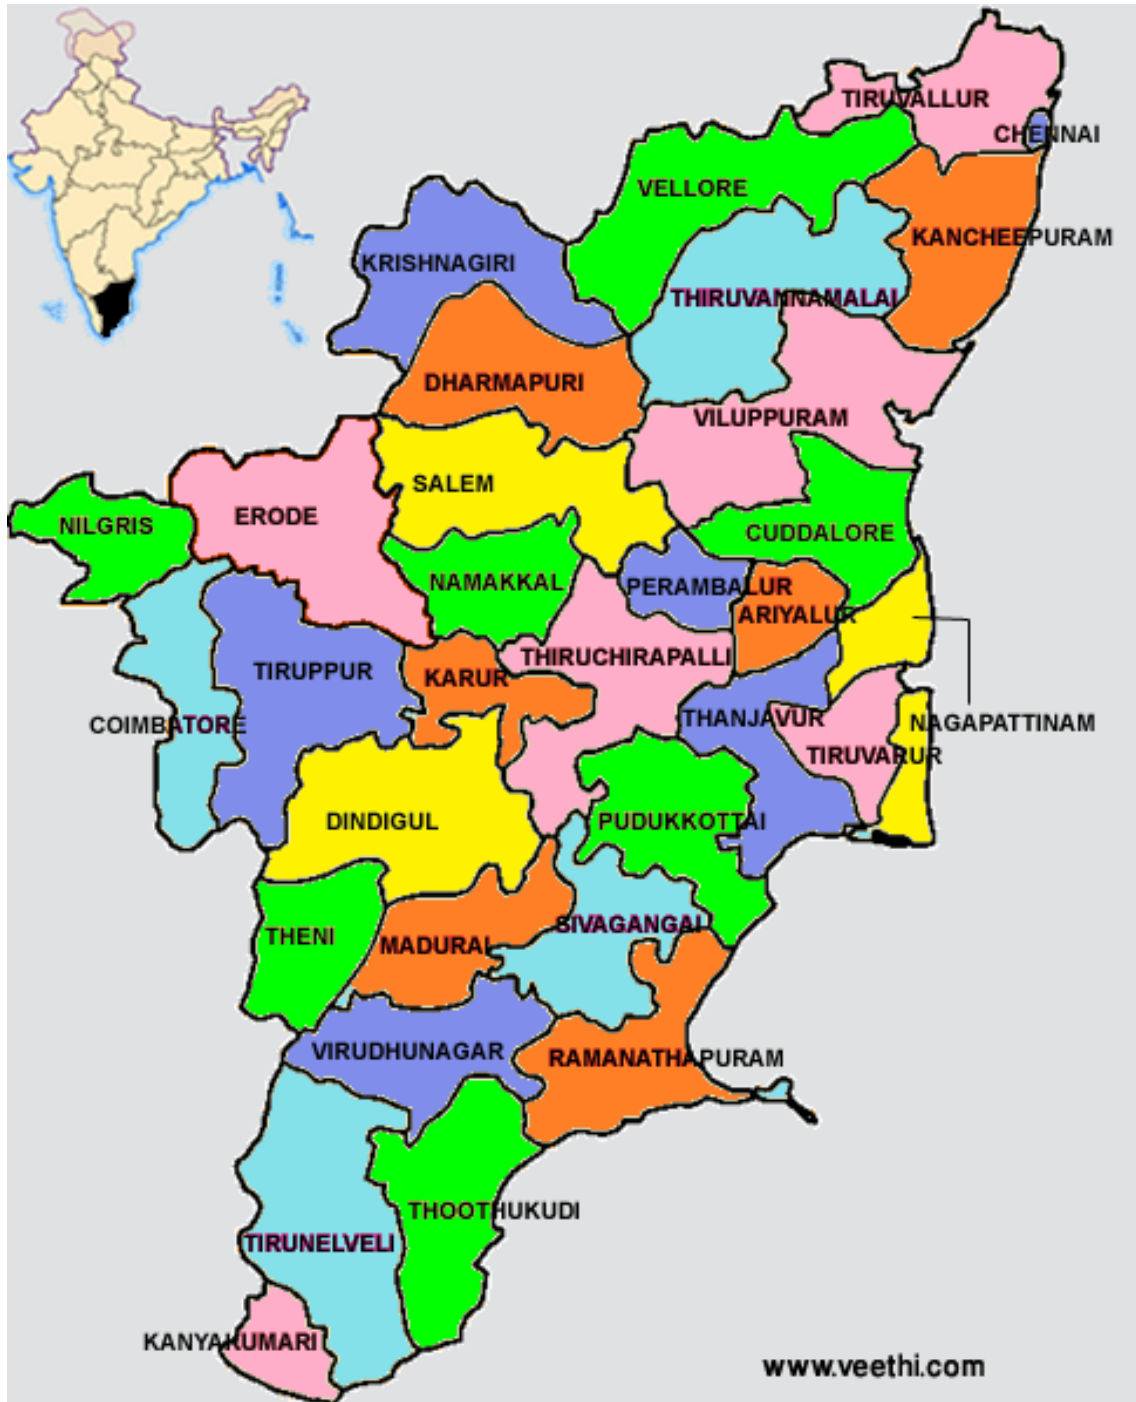 TIRUVALLUR
CHENNAI
VELLORE
KANCHEEPURAM
KRISHNAGIRI
THIRUVANNAMALAI
DHARMAPURI
VILUPPURAM
SALEM
ERODE
NILGRIS
CUDDALORE
NAMAKKAL
PERAMBALUR
ARIYALUR
THIRUCHIRAPALLI
TIRUPPUR
KARUR
THANJAVUR
COIMBATORE
NAGAPATTINAM
TIRUVARUR
DINDIGUL
PUDUKKOTTAI
SIVAGANGAI
THENI
MADURAI
VIRUDHUNAGAR
RAMANATHAPURAM
THOOTHUKUDI
TIRUNELVELI
KANYAKUMARI
www.veethi.com